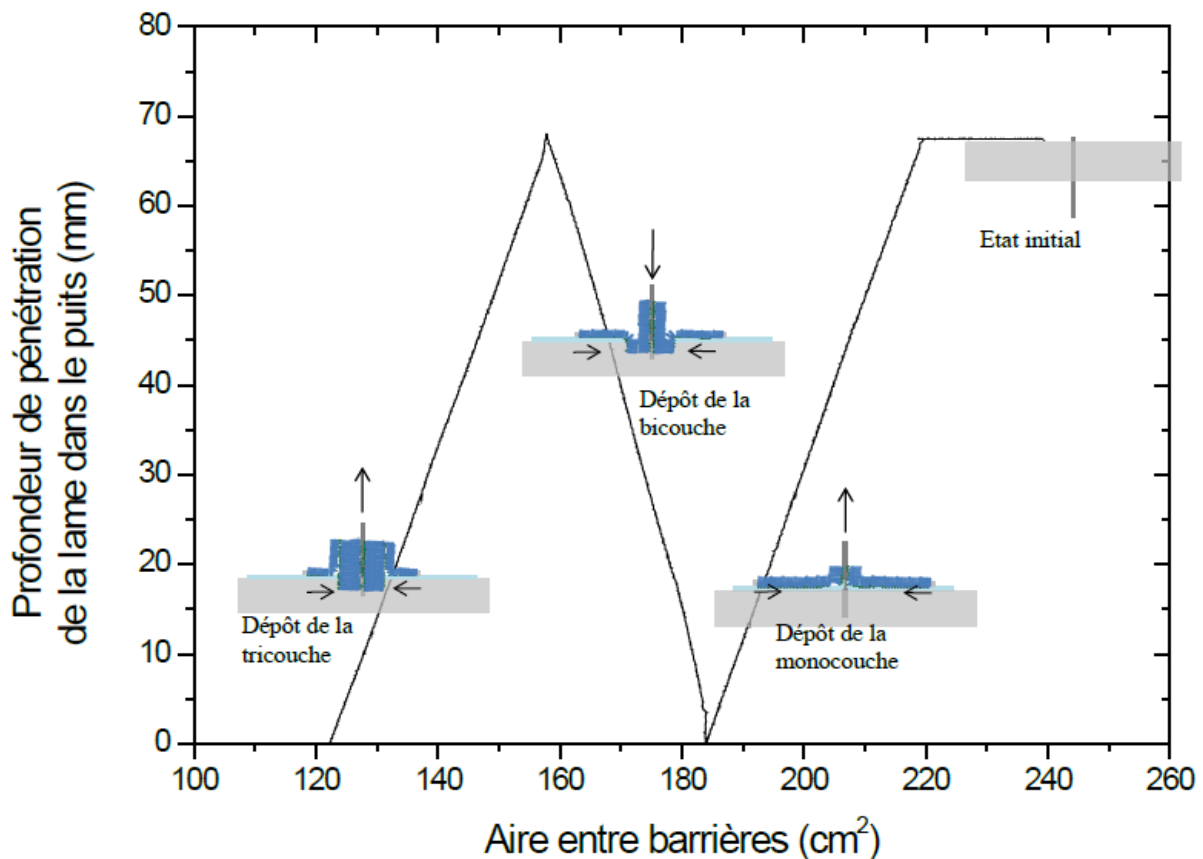 80
70
60
50
40
30
20
10
0
100
120
140
160
180
200
220
240
260
Profondeur de pénétration
de la lame dans le puits (mm)
Aire entre barrières (cm²)
Etat initial
Dépôt de la
bicouche
Dépôt de la
tricouche
Dépôt de la
monocouche